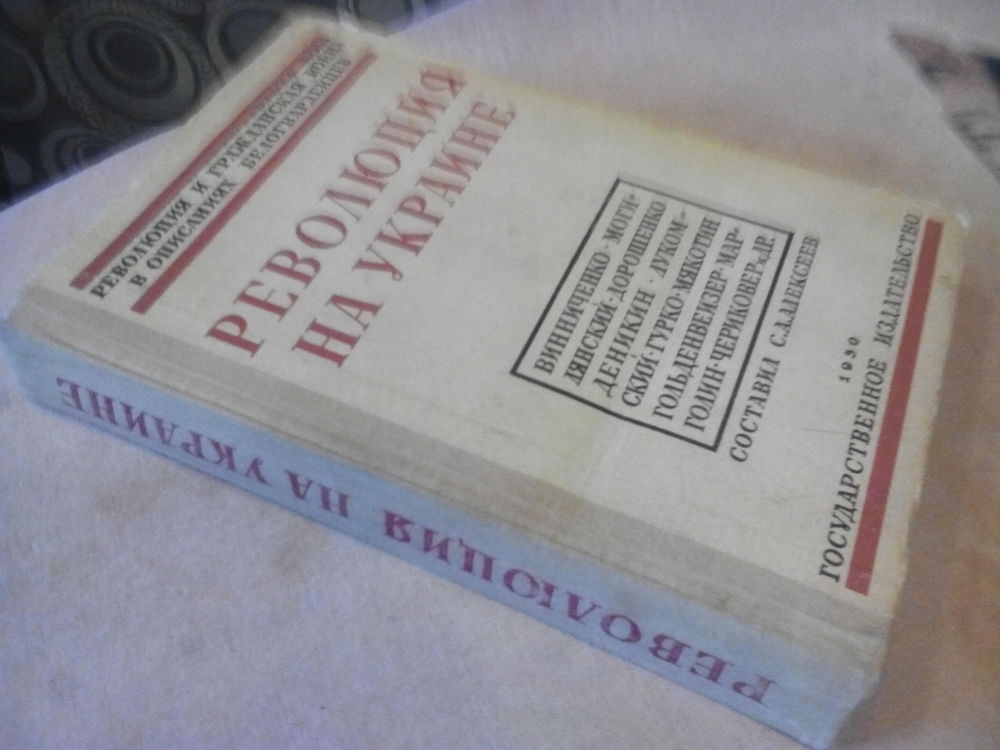 РЕВОЛЮЦИЯ И ГРАЖДАНСКАЯ ВОЙНА
В ОПИСАНИЯХ БЕЛОГВАРДЕЙЦЕВ
РЕВОЛЮЦИЯ
НА УКРАИНЕ
ВИННИЧЕНКО · МОГИ-
ЛЯНСКИЙ · ДОРОШЕНКО
ДЕНИКИН · ЛУКОМ-
СКИЙ · ГУРКО · МЯКОТИН
ГОЛЬДЕНВЕИЗЕР · МАР-
ГОЛИН · ЧЕРИКОВЕР и ДР.
СОСТАВИЛ С.А.АЛЕКСЕЕВ
1930
ГОСУДАРСТВЕННОЕ ИЗДАТЕЛЬСТВО
РЕВОЛЮЦИЯ НА УКРАИНЕ